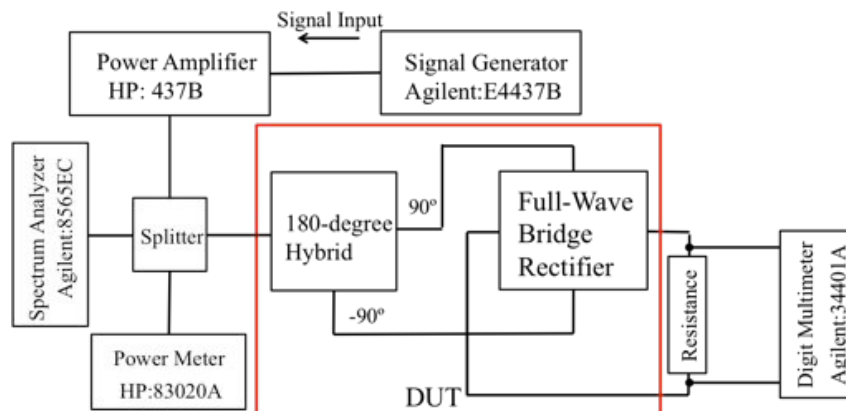 Signal Input
Power Amplifier
HP: 437B
Signal Generator
Agilent:E4437B
Spectrum Analyzer
Agilent:8565EC
Splitter
180-degree
Hybrid
90º
-90º
Full-Wave
Bridge
Rectifier
Resistance
Digit Multimeter
Agilent:34401A
Power Meter
HP:83020A
DUT